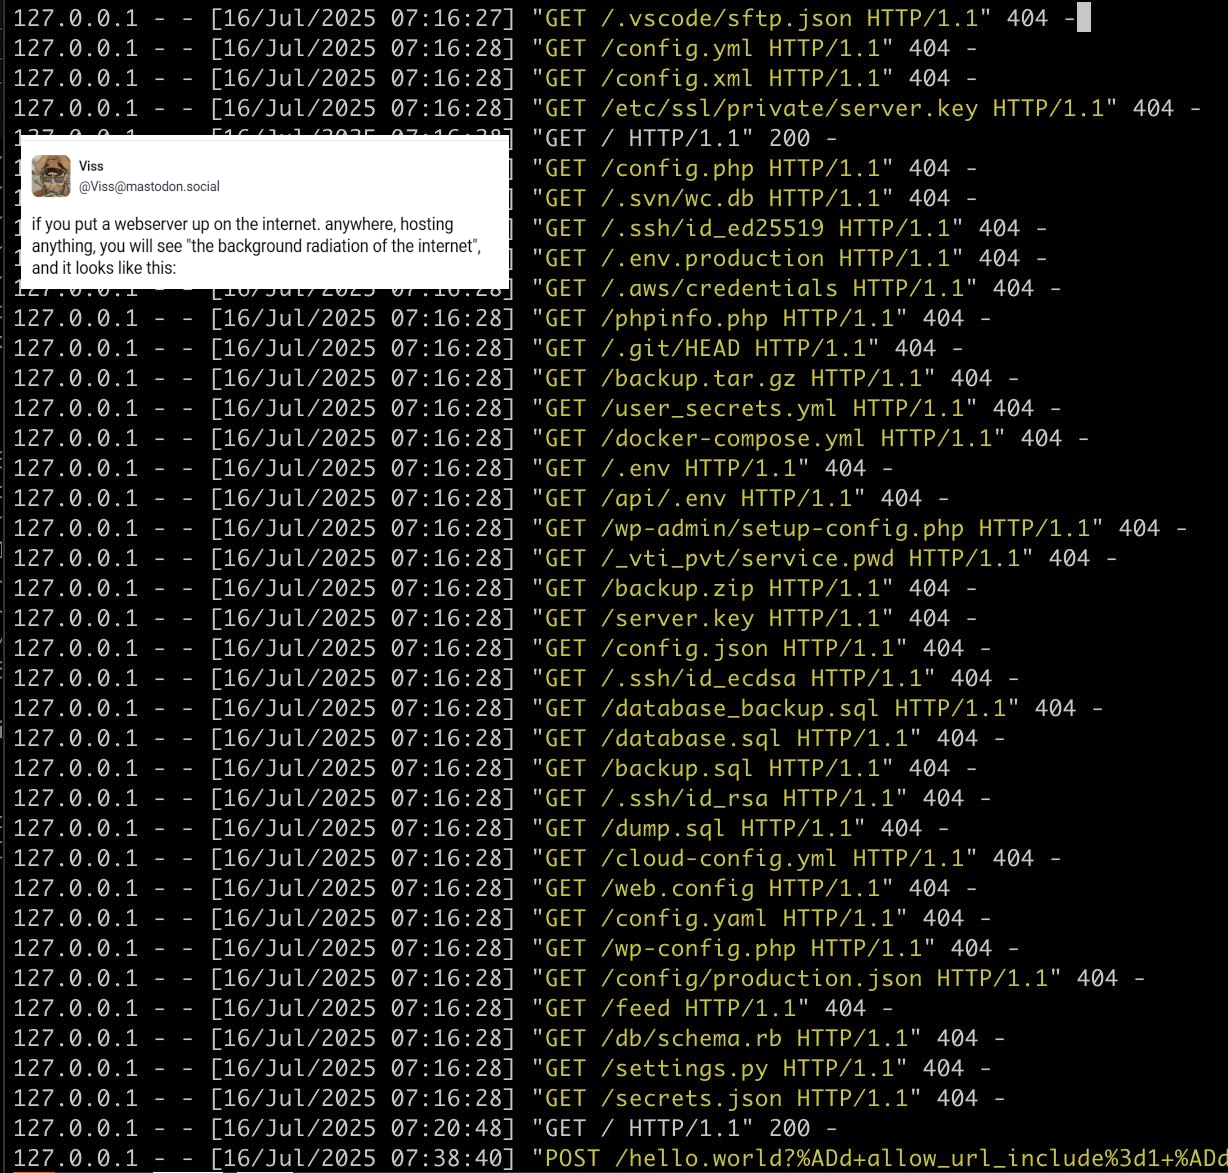 127.0.0.1 - - [16/Jul/2025 07:16:27] "GET /.vscode/sftp.json HTTP/1.1" 404 -
127.0.0.1 - - [16/Jul/2025 07:16:28] "GET /config.yml HTTP/1.1" 404 -
127.0.0.1 - - [16/Jul/2025 07:16:28] "GET /config.xml HTTP/1.1" 404 -
127.0.0.1 - - [16/Jul/2025 07:16:28] "GET /etc/ssl/private/server.key HTTP/1.1" 404 -
127.0.0.1 - - [16/Jul/2025 07:16:28] "GET / HTTP/1.1" 200 -
Viss
@Viss@mastodon.social
if you put a webserver up on the internet. anywhere, hosting
anything, you will see "the background radiation of the internet",
and it looks like this:
"GET /config.php HTTP/1.1" 404 -
"GET /.svn/wc.db HTTP/1.1" 404 -
"GET /.ssh/id_ed25519 HTTP/1.1" 404 -
"GET /.env.production HTTP/1.1" 404 -
[16/Jul/2025 07:16:28] "GET /.aws/credentials HTTP/1.1" 404 -
127.0.0.1 - - [16/Jul/2025 07:16:28] "GET /phpinfo.php HTTP/1.1" 404 -
127.0.0.1 - - [16/Jul/2025 07:16:28] "GET /.git/HEAD HTTP/1.1" 404 -
127.0.0.1 - - [16/Jul/2025 07:16:28] "GET /backup.tar.gz HTTP/1.1" 404 -
127.0.0.1 - - [16/Jul/2025 07:16:28] "GET /user_secrets.yml HTTP/1.1" 404 -
127.0.0.1 - - [16/Jul/2025 07:16:28] "GET /docker-compose.yml HTTP/1.1" 404 -
127.0.0.1 - - [16/Jul/2025 07:16:28] "GET /.env HTTP/1.1" 404 -
127.0.0.1 - - [16/Jul/2025 07:16:28] "GET /api/.env HTTP/1.1" 404 -
127.0.0.1 - - [16/Jul/2025 07:16:28] "GET /wp-admin/setup-config.php HTTP/1.1" 404 -
127.0.0.1 - - [16/Jul/2025 07:16:28] "GET /_vti_pvt/service.pwd HTTP/1.1" 404 -
127.0.0.1 - - [16/Jul/2025 07:16:28] "GET /backup.zip HTTP/1.1" 404 -
127.0.0.1 - - [16/Jul/2025 07:16:28] "GET /server.key HTTP/1.1" 404 -
127.0.0.1 - - [16/Jul/2025 07:16:28] "GET /config.json HTTP/1.1" 404 -
127.0.0.1 - - [16/Jul/2025 07:16:28] "GET /.ssh/id_ecdsa HTTP/1.1" 404 -
127.0.0.1 - - [16/Jul/2025 07:16:28] "GET /database_backup.sql HTTP/1.1" 404 -
127.0.0.1 - - [16/Jul/2025 07:16:28] "GET /database.sql HTTP/1.1" 404 -
127.0.0.1 - - [16/Jul/2025 07:16:28] "GET /backup.sql HTTP/1.1" 404 -
127.0.0.1 - - [16/Jul/2025 07:16:28] "GET /.ssh/id_rsa HTTP/1.1" 404 -
127.0.0.1 - - [16/Jul/2025 07:16:28] "GET /dump.sql HTTP/1.1" 404 -
127.0.0.1 - - [16/Jul/2025 07:16:28] "GET /cloud-config.yml HTTP/1.1" 404 -
127.0.0.1 - - [16/Jul/2025 07:16:28] "GET /web.config HTTP/1.1" 404 -
127.0.0.1 - - [16/Jul/2025 07:16:28] "GET /config.yaml HTTP/1.1" 404 -
127.0.0.1 - - [16/Jul/2025 07:16:28] "GET /wp-config.php HTTP/1.1" 404 -
127.0.0.1 - - [16/Jul/2025 07:16:28] "GET /config/production.json HTTP/1.1" 404 -
127.0.0.1 - - [16/Jul/2025 07:16:28] "GET /feed HTTP/1.1" 404 -
127.0.0.1 - - [16/Jul/2025 07:16:28] "GET /db/schema.rb HTTP/1.1" 404 -
127.0.0.1 - - [16/Jul/2025 07:16:28] "GET /settings.py HTTP/1.1" 404 -
127.0.0.1 - - [16/Jul/2025 07:16:28] "GET /secrets.json HTTP/1.1" 404 -
127.0.0.1 - - [16/Jul/2025 07:20:48] "GET / HTTP/1.1" 200 -
127.0.0.1 - - [16/Jul/2025 07:38:40] "POST /hello.world?%ADd+allow_url_include%3d1+%ADd